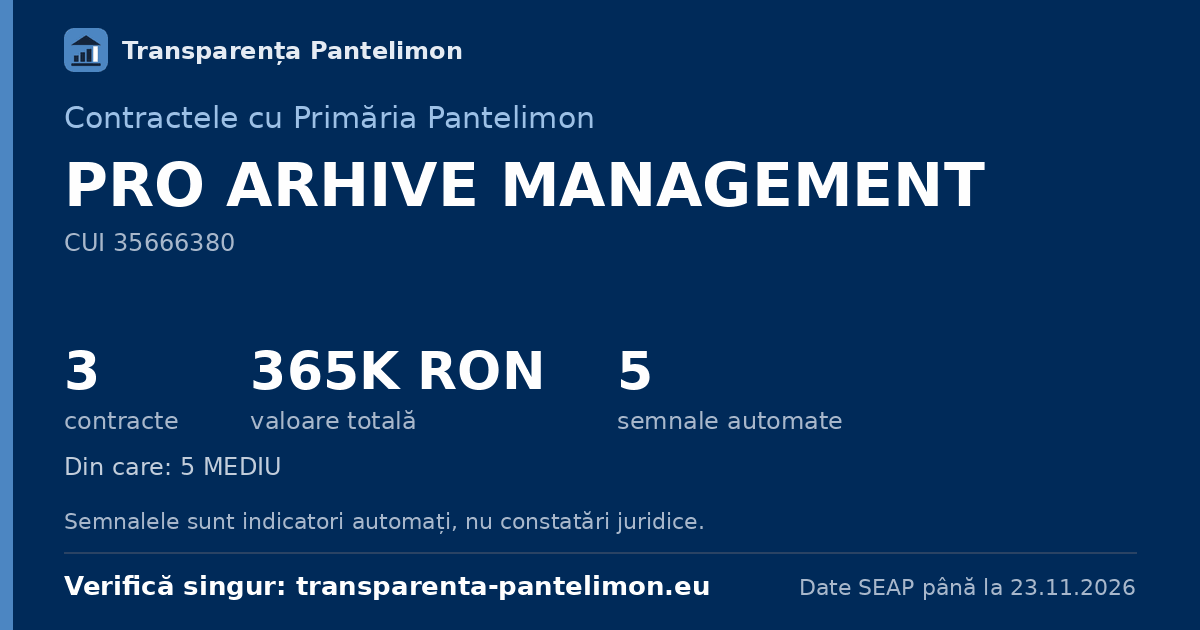 Transparența Pantelimon
Contractele cu Primăria Pantelimon
PRO ARHIVE MANAGEMENT
CUI 35666380
3 365K RON 5
contracte valoare totală semnale automate
Din care: 5 MEDIU
Semnalele sunt indicatori automați, nu constatări juridice.
Verifică singur: transparenta-pantelimon.eu Date SEAP până la 23.11.2026